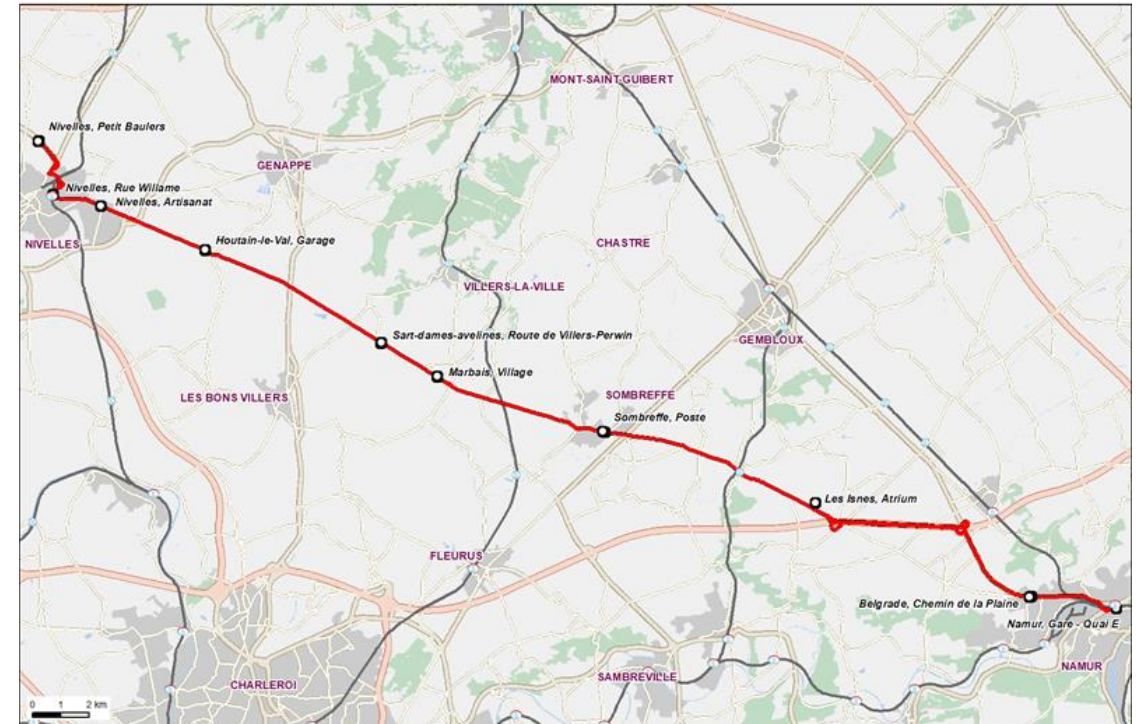 MONT-SAINT-GUIBERT
Nivelles, Petit Baulers
GENAPPE
Nivelles, Rue Willame
Nivelles, Artisanat
NIVELLES
Houtain-le-Val, Garage
CHASTRE
VILLERS-LA-VILLE
Sart-dames-avelines, Route de Villers-Perwin
GEMBLOUX
Marbais, Village
LES BONS VILLERS
SOMBREFFE
Sombreffe, Poste
Les Isnes, Atrium
FLEURUS
Belgrade, Chemin de la Plaine
Namur, Gare - Quai E
NAMUR
SAMBREVILLE
CHARLEROI
0 1 2 km